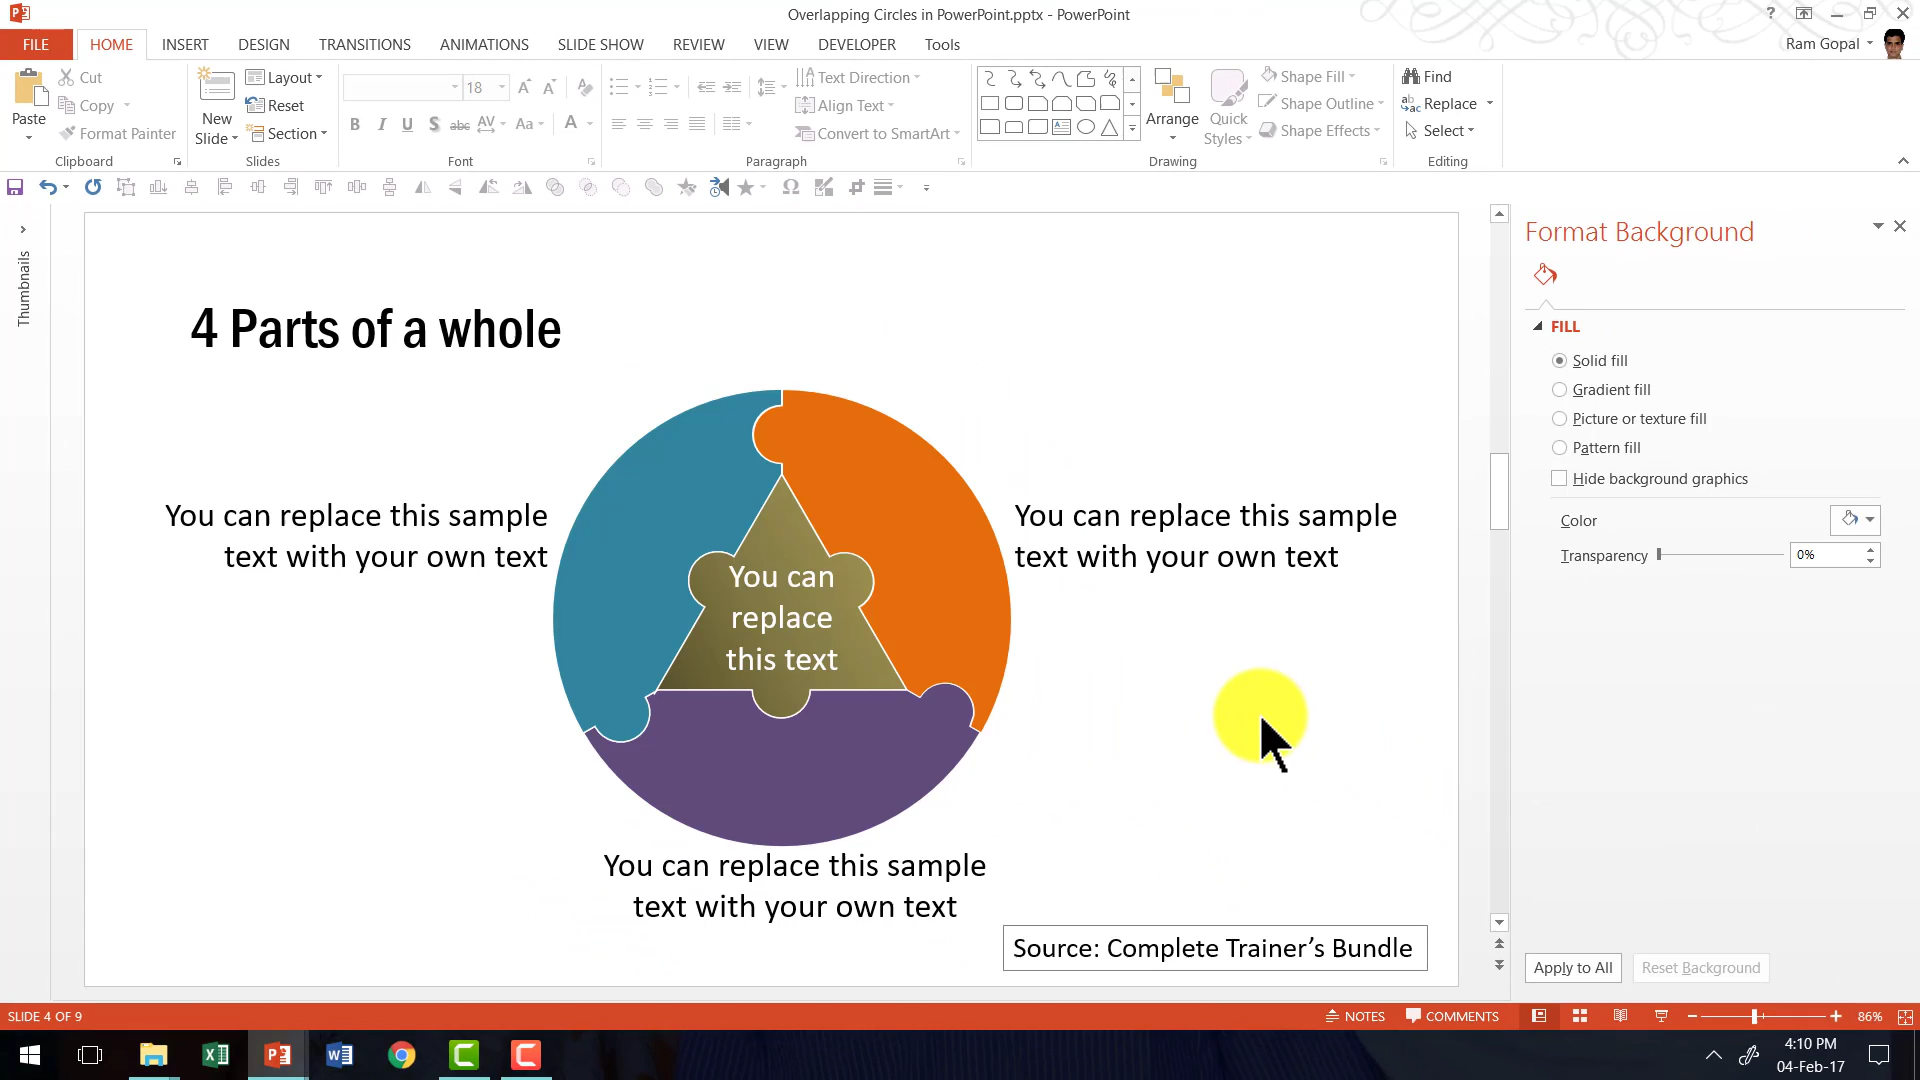 Overlapping Circles in PowerPoint.pptx - PowerPoint
?
FILE HOME INSERT DESIGN TRANSITIONS ANIMATIONS SLIDE SHOW REVIEW VIEW DEVELOPER Tools
Ram Gopal
Paste
Cut
Copy
Format Painter
Clipboard
New
Slide
Layout
Reset
Section
Slides
18
B I U S abc AV Aa A
Font
Text Direction
Align Text
Convert to SmartArt
Paragraph
Arrange
Quick
Styles
Shape Fill
Shape Outline
Shape Effects
Drawing
Find
Replace
Select
Editing
Thumbnails
4 Parts of a whole
You can replace this sample
text with your own text
You can
replace
this text
You can replace this sample
text with your own text
You can replace this sample
text with your own text
Source: Complete Trainer’s Bundle
Format Background
FILL
Solid fill
Gradient fill
Picture or texture fill
Pattern fill
Hide background graphics
Color
Transparency 0%
Apply to All
Reset Background
SLIDE 4 OF 9
NOTES COMMENTS 86%
4:10 PM
04-Feb-17